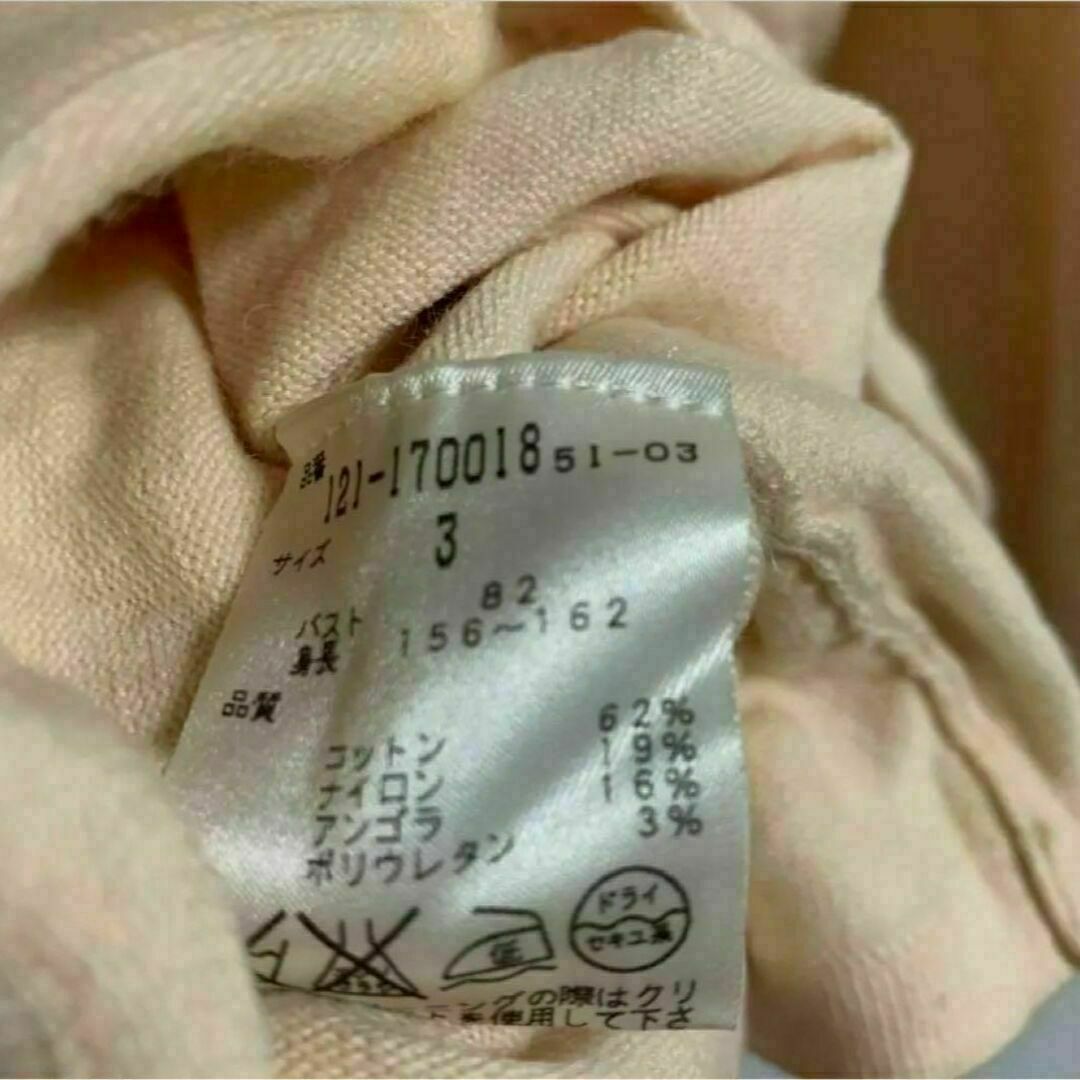 品番 121-170018 51-03
サイズ 3
バスト 82
身長 156〜162
品質
コットン 62%
ナイロン 19%
アンゴラ 16%
ポリウレタン 3%
低
ドライ
セキユ系
ングの際はクリ
を使用して下さ